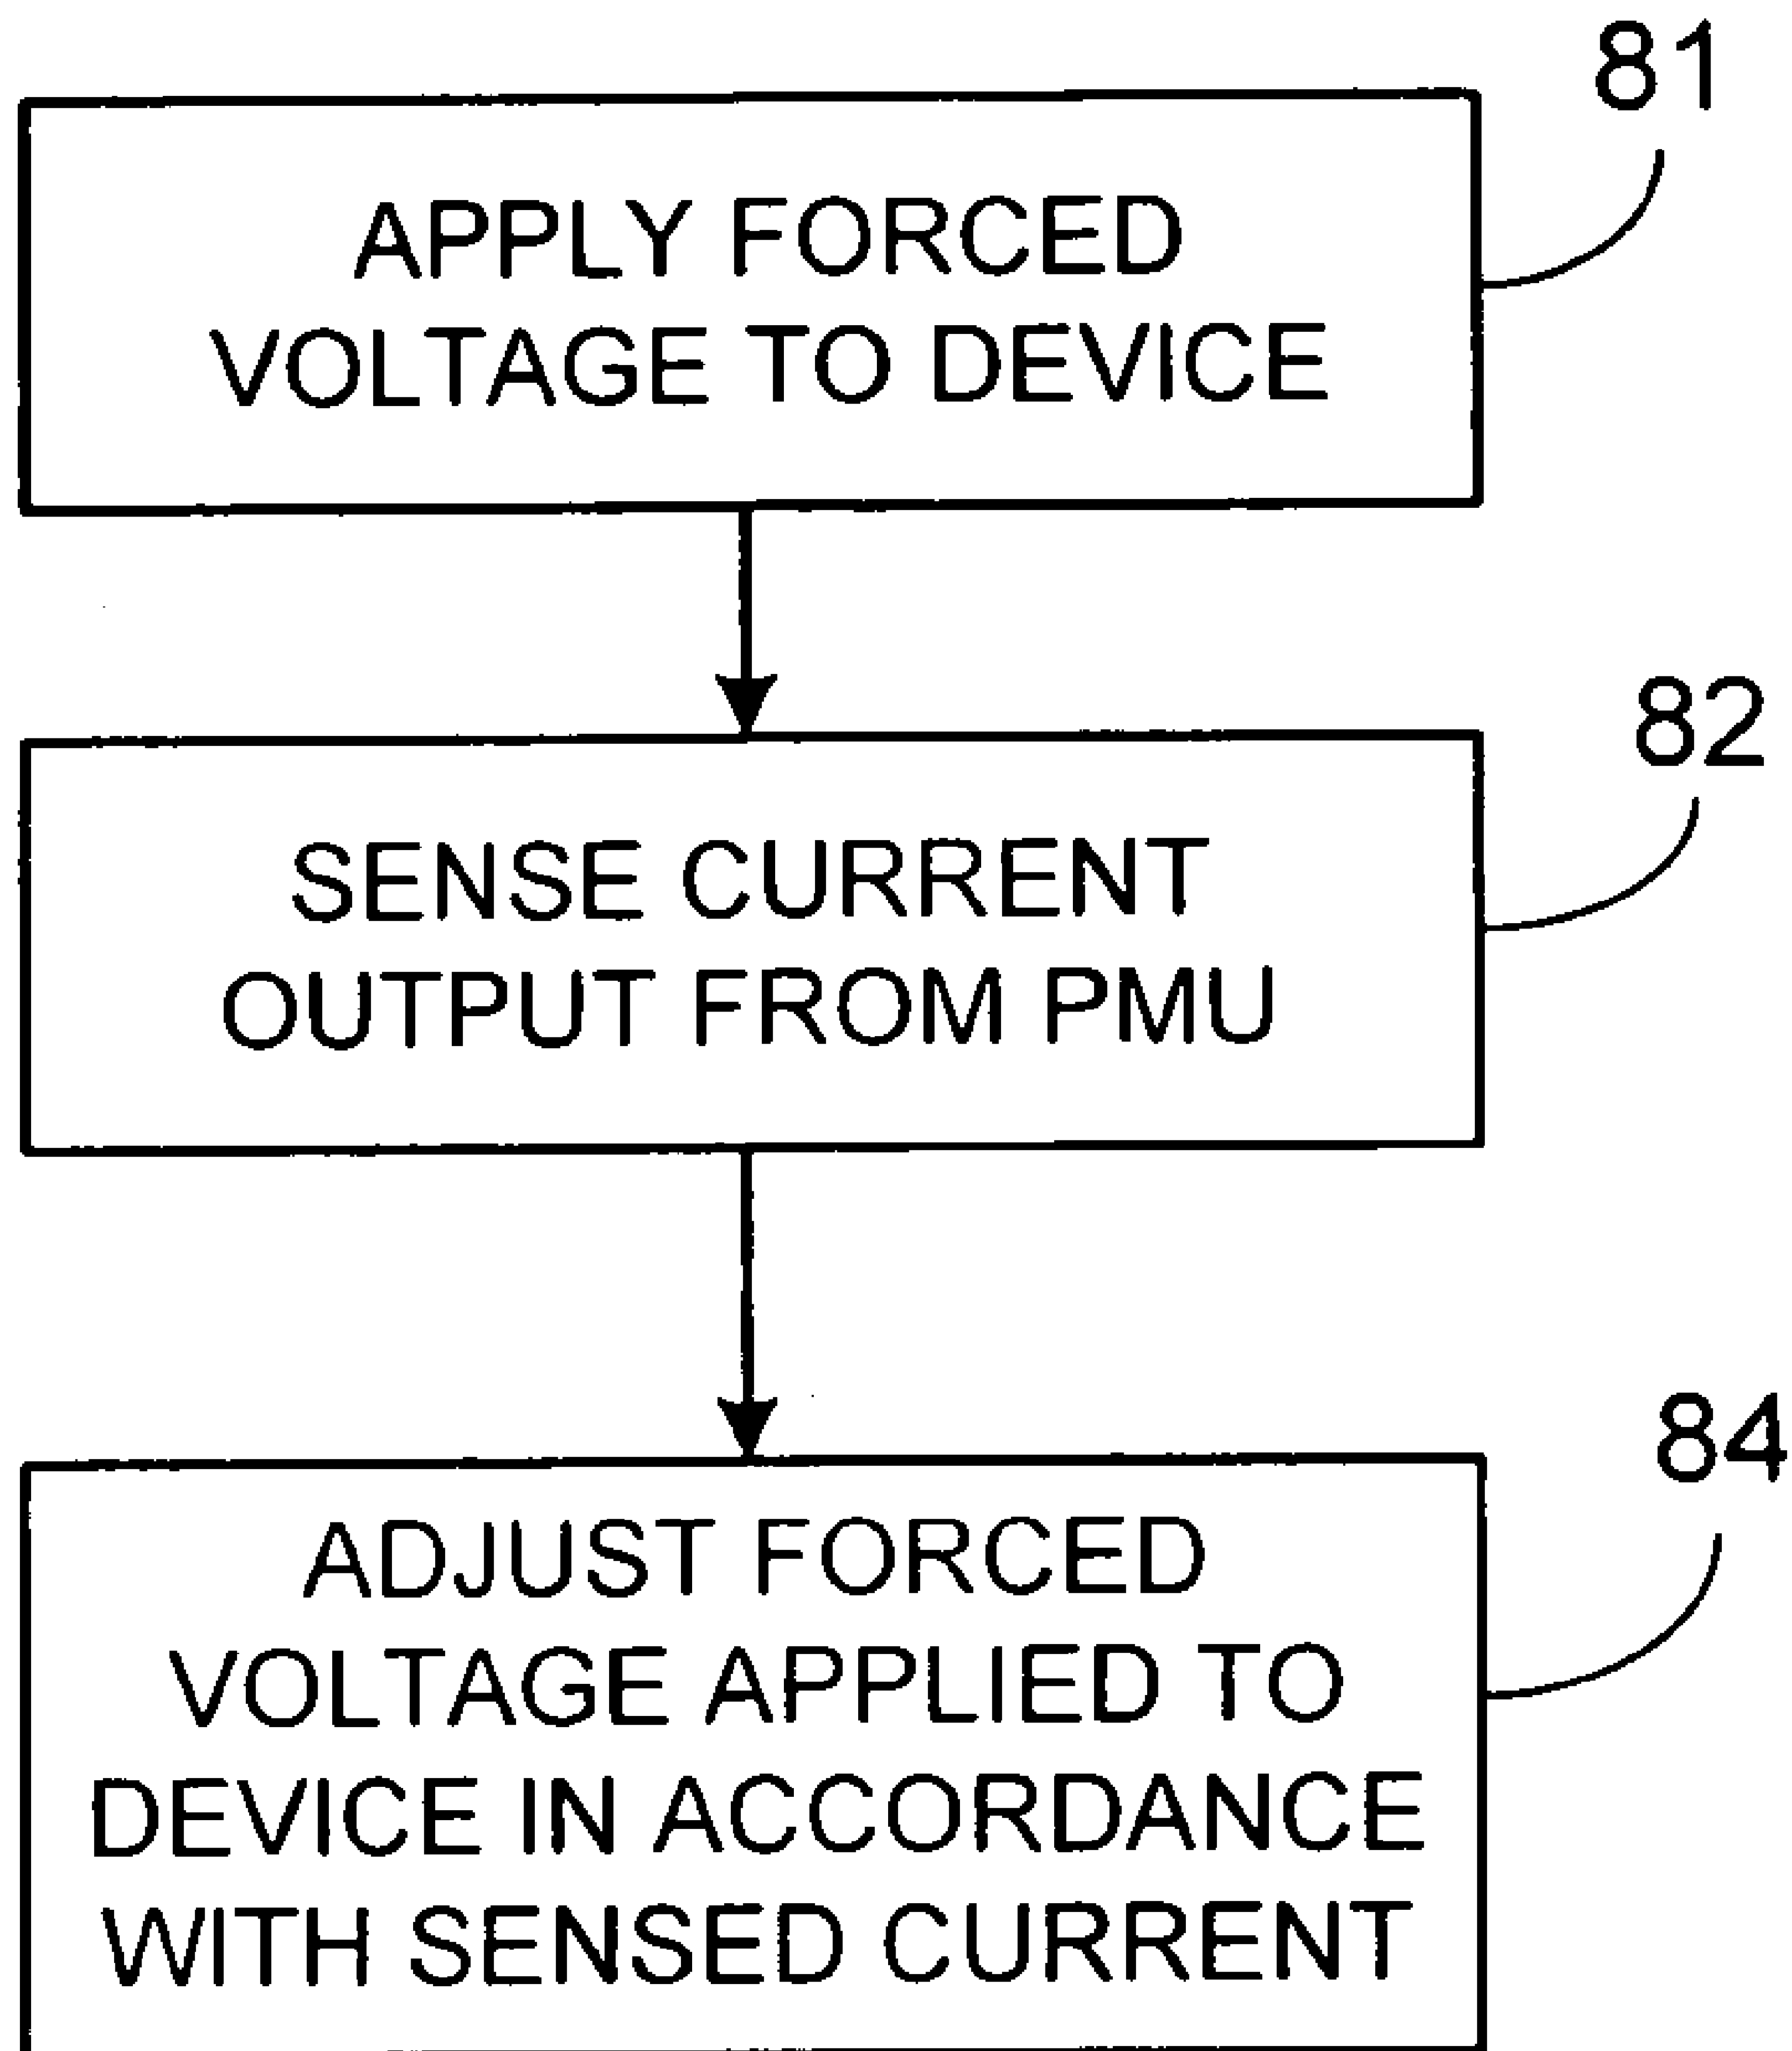 81
APPLY FORCED
VOLTAGE TO DEVICE
82
SENSE CURRENT
OUTPUT FROM PMU
84
ADJUST FORCED
VOLTAGE APPLIED TO
DEVICE IN ACCORDANCE
WITH SENSED CURRENT